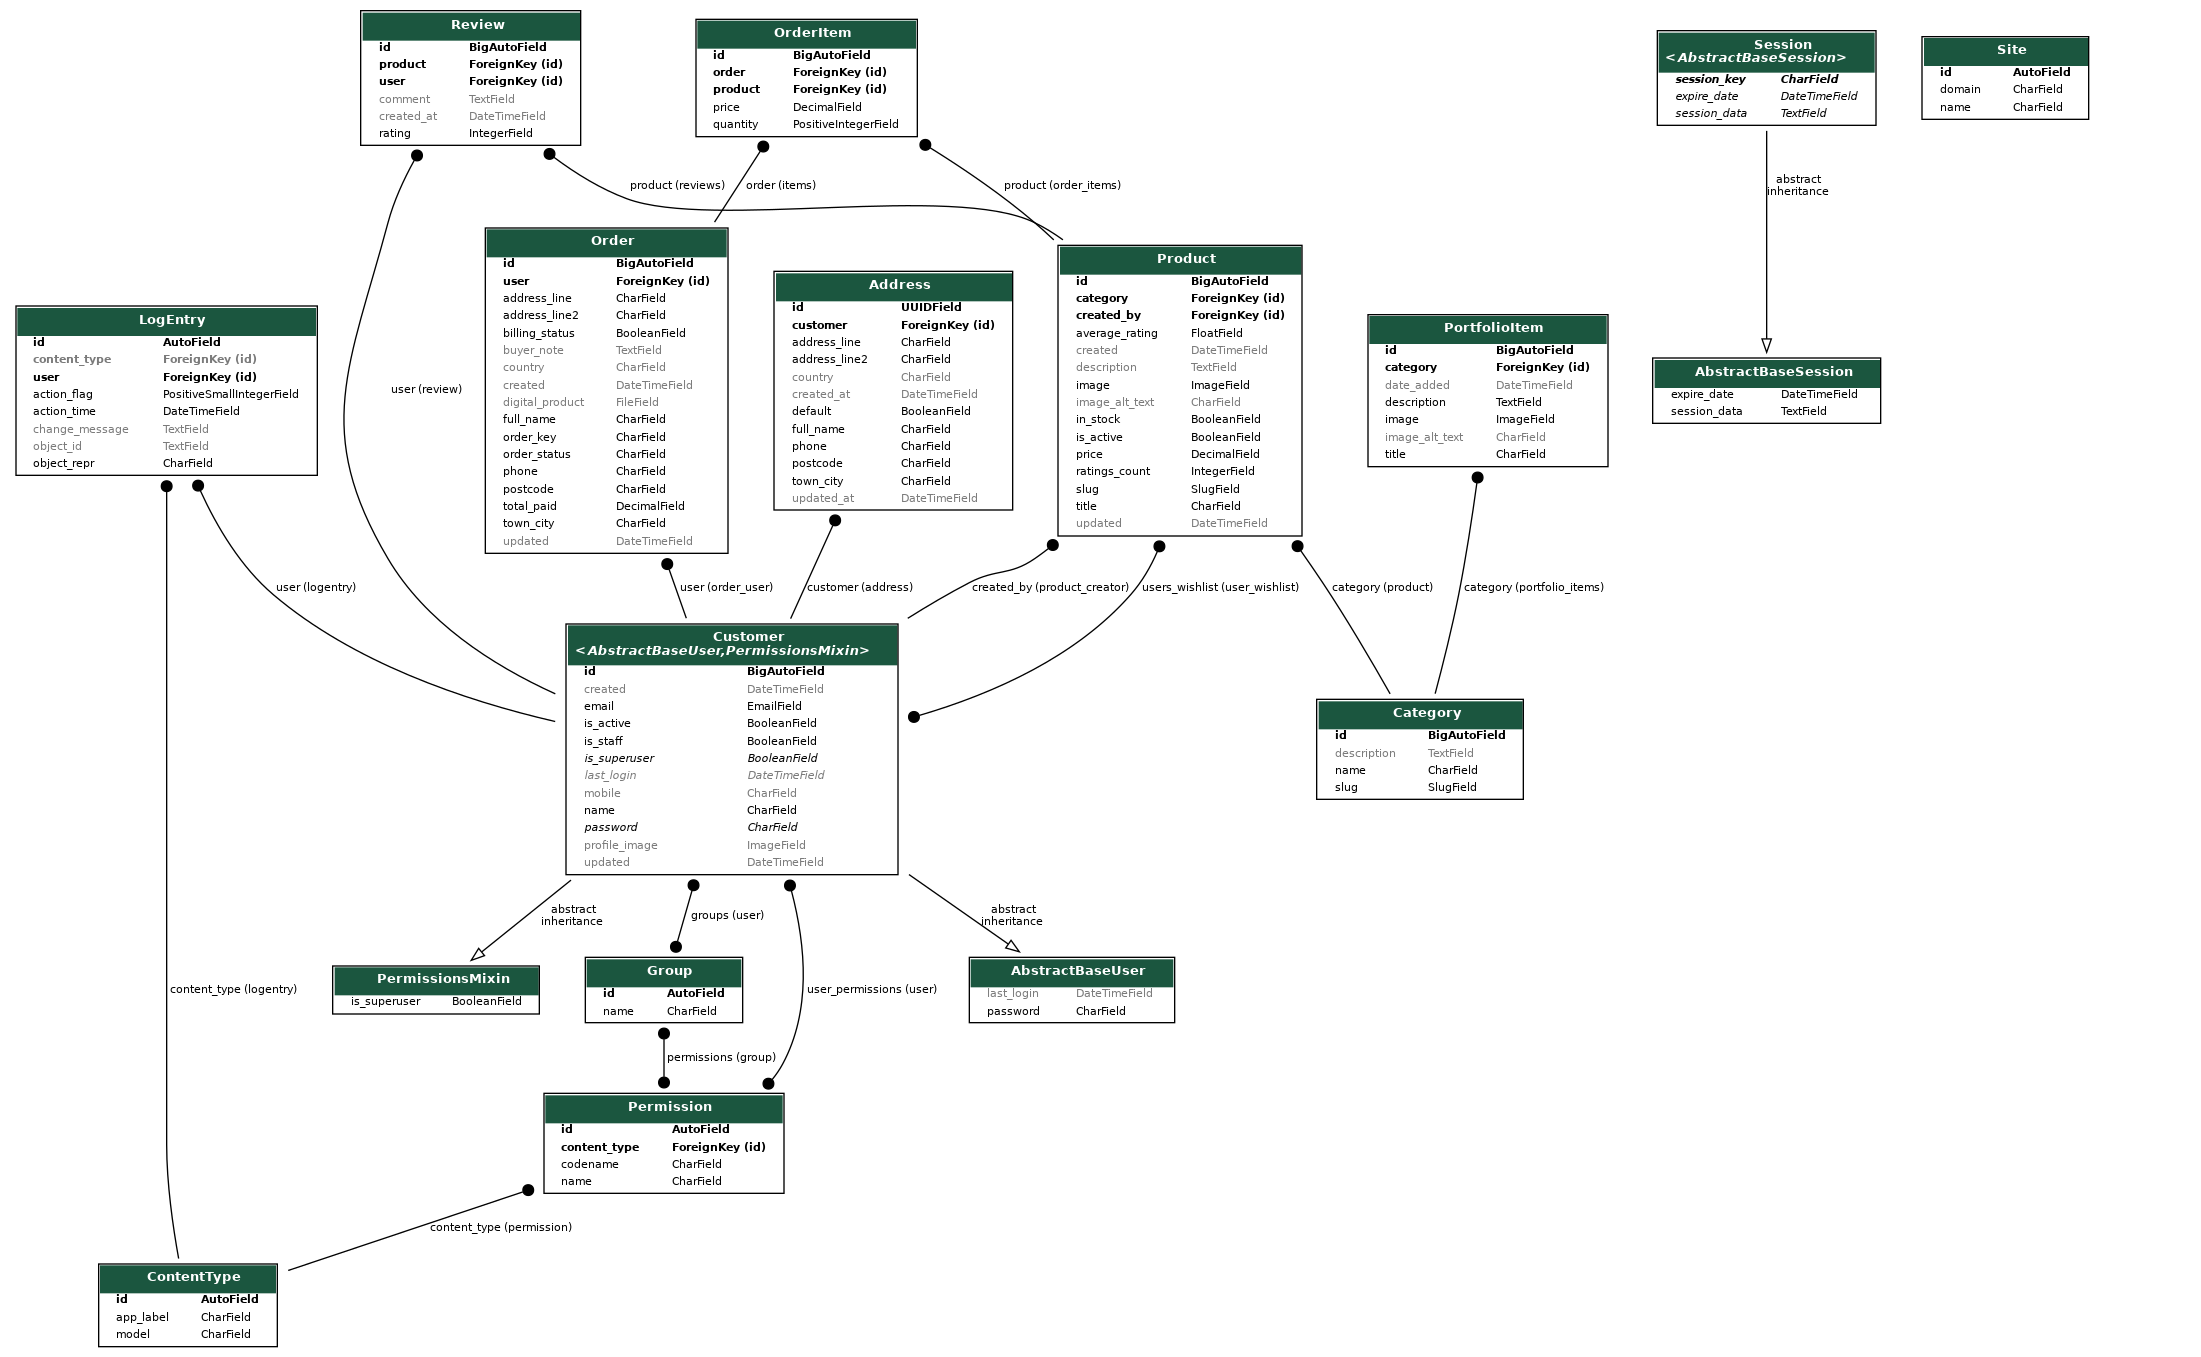 Review
id BigAutoField
product ForeignKey (id)
user ForeignKey (id)
comment TextField
created_at DateTimeField
rating IntegerField
OrderItem
id BigAutoField
order ForeignKey (id)
product ForeignKey (id)
price DecimalField
quantity PositiveIntegerField
Session
<AbstractBaseSession>
session_key CharField
expire_date DateTimeField
session_data TextField
Site
id AutoField
domain CharField
name CharField
product (reviews)
order (items)
product (order_items)
abstract
inheritance
Order
id BigAutoField
user ForeignKey (id)
address_line CharField
address_line2 CharField
billing_status BooleanField
buyer_note TextField
country CharField
created DateTimeField
digital_product FileField
full_name CharField
order_key CharField
order_status CharField
phone CharField
postcode CharField
total_paid DecimalField
town_city CharField
updated DateTimeField
Address
id UUIDField
customer ForeignKey (id)
address_line CharField
address_line2 CharField
country CharField
created_at DateTimeField
default BooleanField
full_name CharField
phone CharField
postcode CharField
town_city CharField
updated_at DateTimeField
Product
id BigAutoField
category ForeignKey (id)
created_by ForeignKey (id)
average_rating FloatField
created DateTimeField
description TextField
image ImageField
image_alt_text CharField
in_stock BooleanField
is_active BooleanField
price DecimalField
ratings_count IntegerField
slug SlugField
title CharField
updated DateTimeField
LogEntry
id AutoField
content_type ForeignKey (id)
user ForeignKey (id)
action_flag PositiveSmallIntegerField
action_time DateTimeField
change_message TextField
object_id TextField
object_repr CharField
PortfolioItem
id BigAutoField
category ForeignKey (id)
date_added DateTimeField
description TextField
image ImageField
image_alt_text CharField
title CharField
AbstractBaseSession
expire_date DateTimeField
session_data TextField
user (review)
user (logentry)
user (order_user)
customer (address)
created_by (product_creator)
users_wishlist (user_wishlist)
category (product)
category (portfolio_items)
Customer
<AbstractBaseUser,PermissionsMixin>
id BigAutoField
created DateTimeField
email EmailField
is_active BooleanField
is_staff BooleanField
is_superuser BooleanField
last_login DateTimeField
mobile CharField
name CharField
password CharField
profile_image ImageField
updated DateTimeField
Category
id BigAutoField
description TextField
name CharField
slug SlugField
abstract
inheritance
groups (user)
abstract
inheritance
PermissionsMixin
is_superuser BooleanField
Group
id AutoField
name CharField
AbstractBaseUser
last_login DateTimeField
password CharField
content_type (logentry)
user_permissions (user)
permissions (group)
Permission
id AutoField
content_type ForeignKey (id)
codename CharField
name CharField
content_type (permission)
ContentType
id AutoField
app_label CharField
model CharField